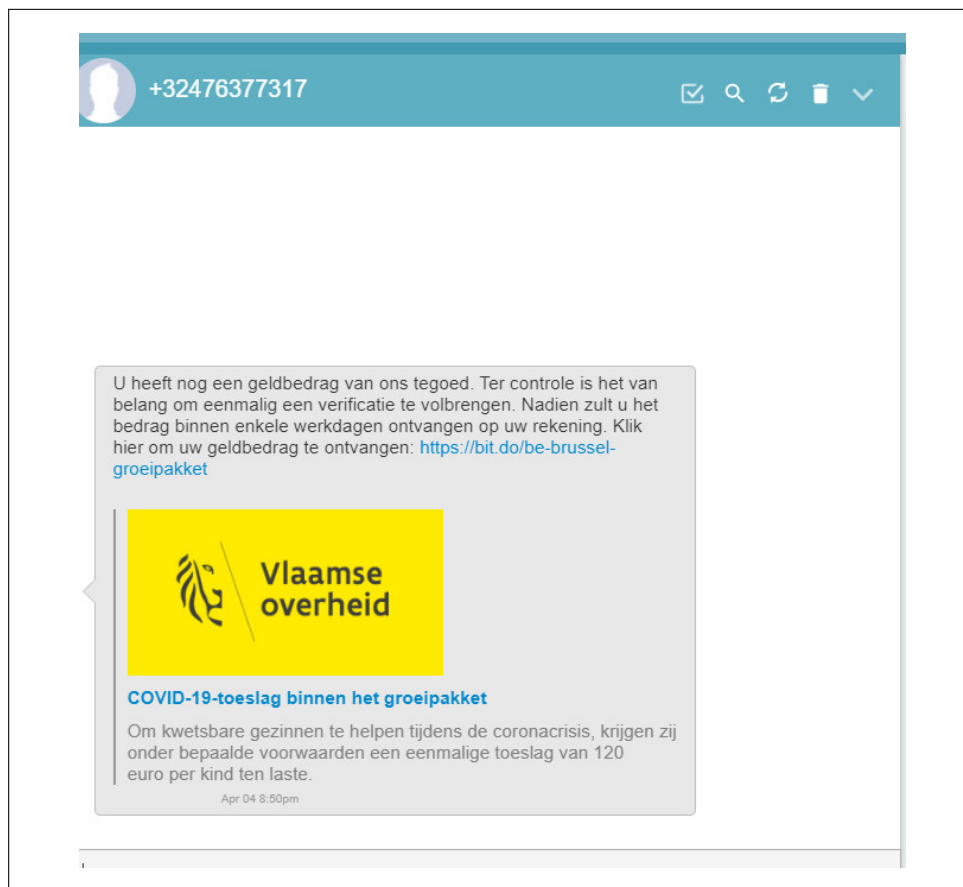 +32476377317
U heeft nog een geldbedrag van ons tegoed. Ter controle is het van
belang om eenmalig een verificatie te volbrengen. Nadien zult u het
bedrag binnen enkele werkdagen ontvangen op uw rekening. Klik
hier om uw geldbedrag te ontvangen: https://bit.do/be-brussel-
groeipakket
Vlaamse
overheid
COVID-19-toeslag binnen het groeipakket
Om kwetsbare gezinnen te helpen tijdens de coronacrisis, krijgen zij
onder bepaalde voorwaarden een eenmalige toeslag van 120
euro per kind ten laste.
Apr 04 8:50pm